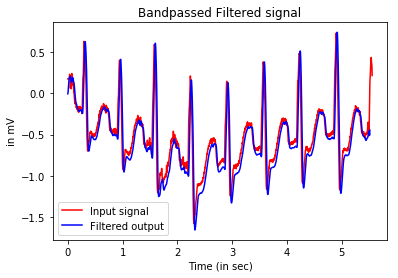 Bandpassed Filtered signal
in mV
0.5
0.0
−0.5
−1.0
−1.5
Input signal
Filtered output
0 1 2 3 4 5
Time (in sec)